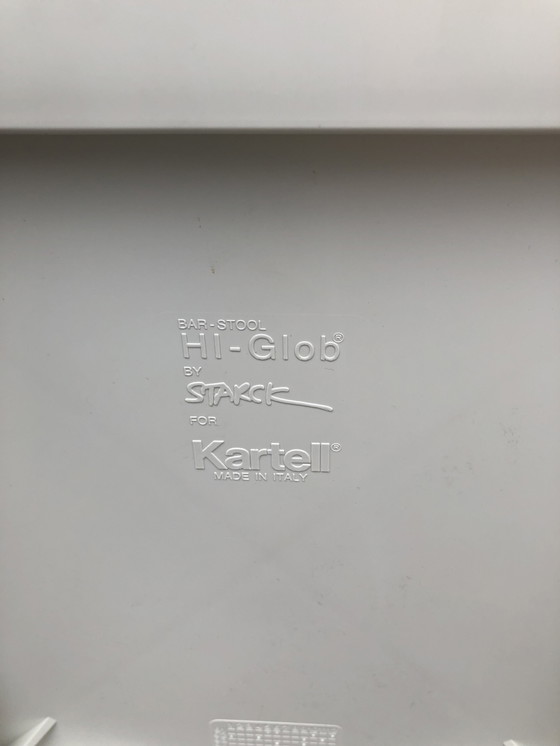 BAR-STOOL
HI-Glob®
BY
STARCK
FOR
Kartell®
MADE IN ITALY